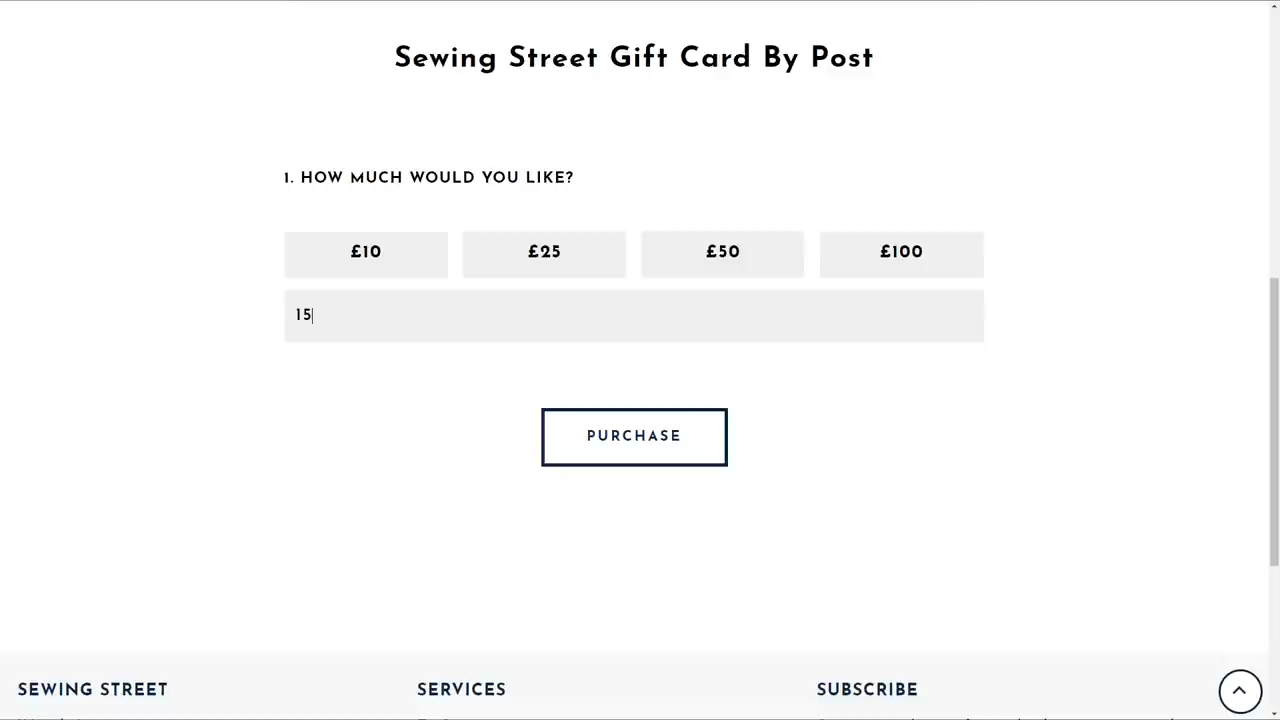 Sewing Street Gift Card By Post
1. HOW MUCH WOULD YOU LIKE?
£10 £25 £50 £100
15
PURCHASE
SEWING STREET SERVICES SUBSCRIBE